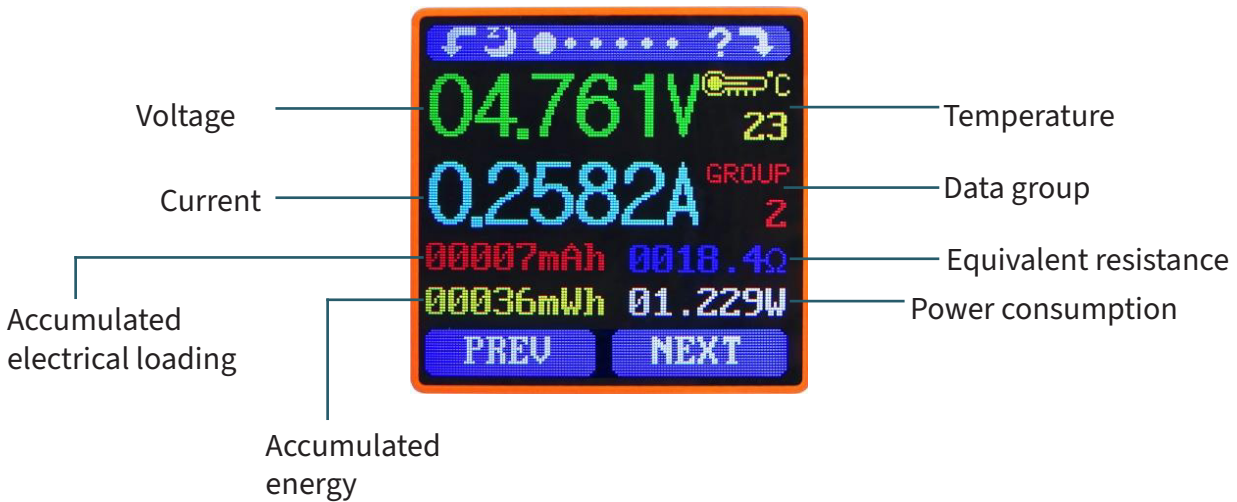 ?
04.761V
°C
23
Voltage
Temperature
0.2582A
GROUP
2
Current
Data group
00007mAh
0018.4Ω
Equivalent resistance
00036mWh
01.229W
Power consumption
Accumulated
electrical loading
PREV
NEXT
Accumulated
energy